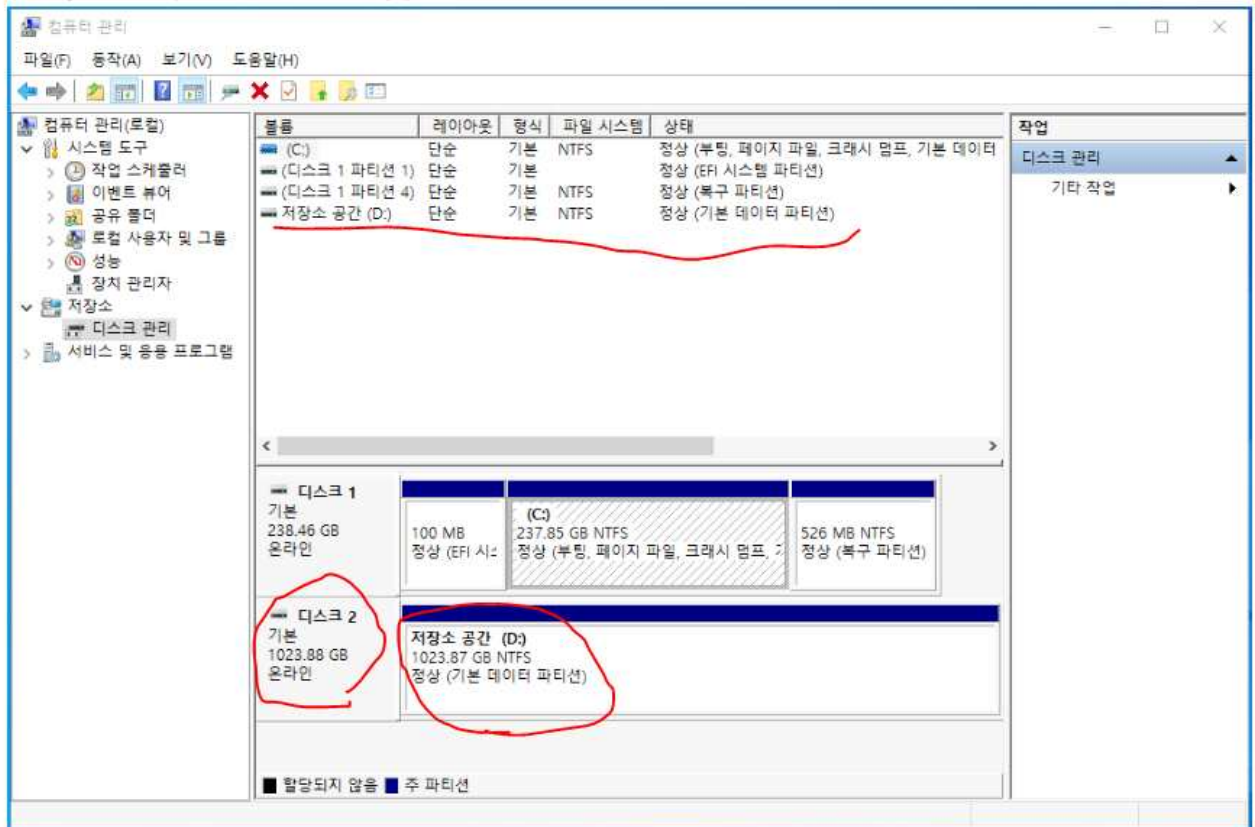 컴퓨터 관리
파일(F) 동작(A) 보기(V) 도움말(H)
컴퓨터 관리(로컬)
시스템 도구
작업 스케줄러
이벤트 뷰어
공유 폴더
로컬 사용자 및 그룹
성능
장치 관리자
저장소
디스크 관리
서비스 및 응용 프로그램
볼륨 레이아웃 형식 파일 시스템 상태
(C:) 단순 기본 NTFS 정상 (부팅, 페이지 파일, 크래시 덤프, 기본 데이터
(디스크 1 파티션 1) 단순 기본 정상 (EFI 시스템 파티션)
(디스크 1 파티션 4) 단순 기본 NTFS 정상 (복구 파티션)
저장소 공간 (D:) 단순 기본 NTFS 정상 (기본 데이터 파티션)
작업
디스크 관리
기타 작업
디스크 1
기본
238.46 GB
온라인
100 MB
정상 (EFI 시
(C:)
237.85 GB NTFS
정상 (부팅, 페이지 파일, 크래시 덤프,
526 MB NTFS
정상 (복구 파티션)
디스크 2
기본
1023.88 GB
온라인
저장소 공간 (D:)
1023.87 GB NTFS
정상 (기본 데이터 파티션)
할당되지 않음 주 파티션